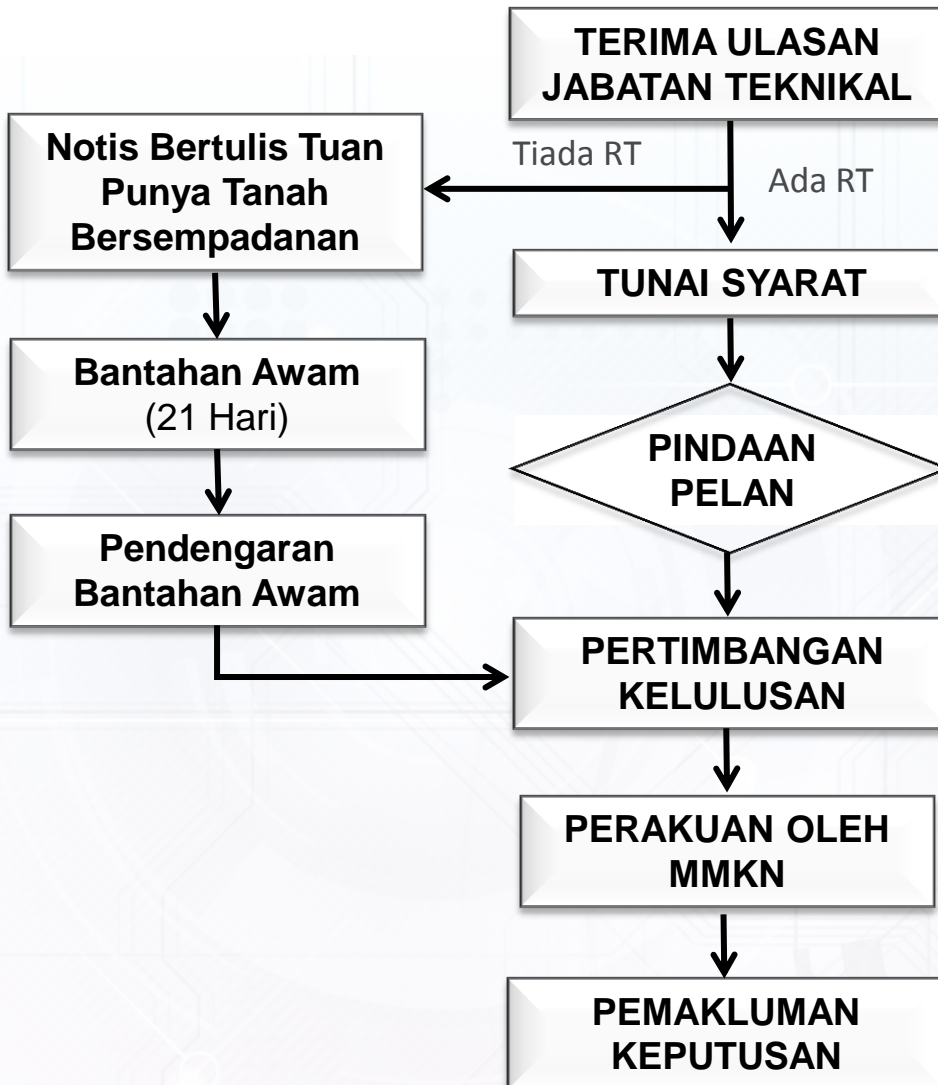 TERIMA ULASAN
JABATAN TEKNIKAL
Notis Bertulis Tuan
Punya Tanah
Bersempadanan
Tiada RT
Ada RT
TUNAI SYARAT
Bantahan Awam
(21 Hari)
PINDAAN
PELAN
Pendengaran
Bantahan Awam
PERTIMBANGAN
KELULUSAN
PERAKUAN OLEH
MMKN
PEMAKLUMAN
KEPUTUSAN